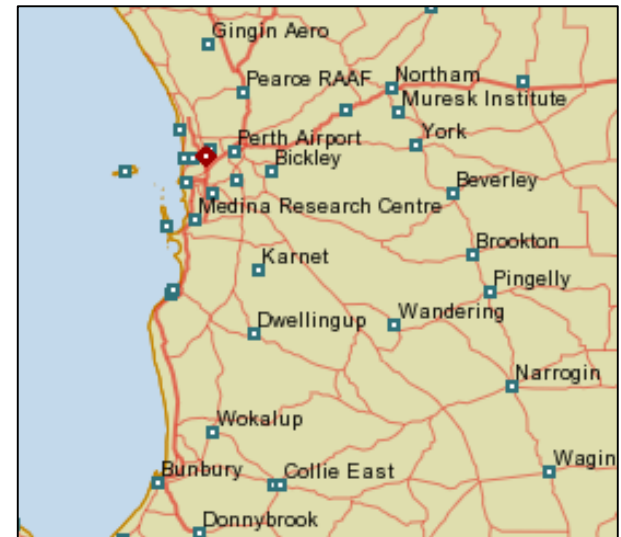 Gingin Aero
Pearce RAAF
Northam
Muresk Institute
Perth Airport
York
Bickley
Beverley
Medina Research Centre
Brookton
Karnet
Pingelly
Dwellingup
Wandering
Narrogin
Wokalup
Bunbury
Collie East
Wagin
Donnybrook